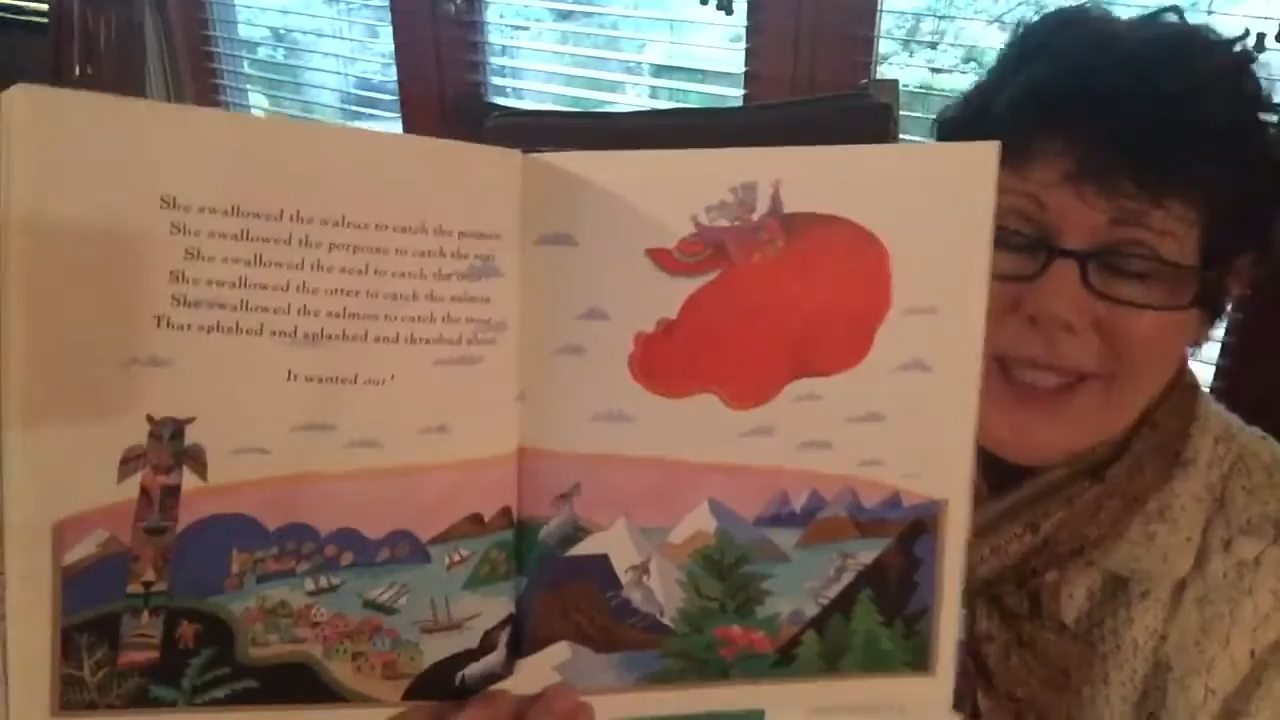 She swallowed the walrus to catch the
She swallowed the porpoise to catch the
She swallowed the seal to catch the
She swallowed the otter to catch the salmon.
She swallowed the salmon to catch the
That splished and splashed and thrashed about.
It wanted out!